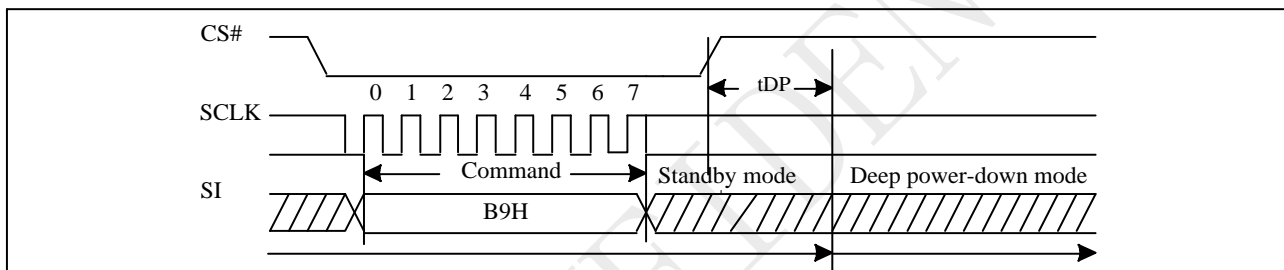 CS#
tDP
0 1 2 3 4 5 6 7
SCLK
Command
Standby mode
Deep power-down mode
SI
B9H